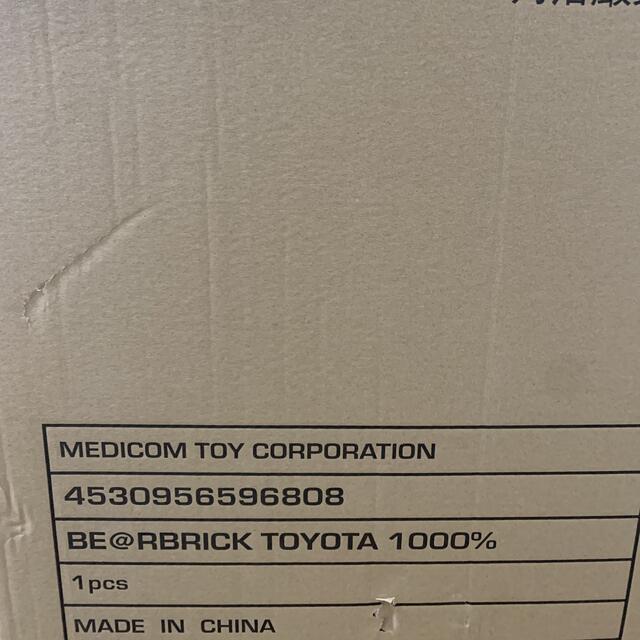 MEDICOM TOY CORPORATION
4530956596808
BE@RBRICK TOYOTA 1000%
1pcs
MADE IN CHINA